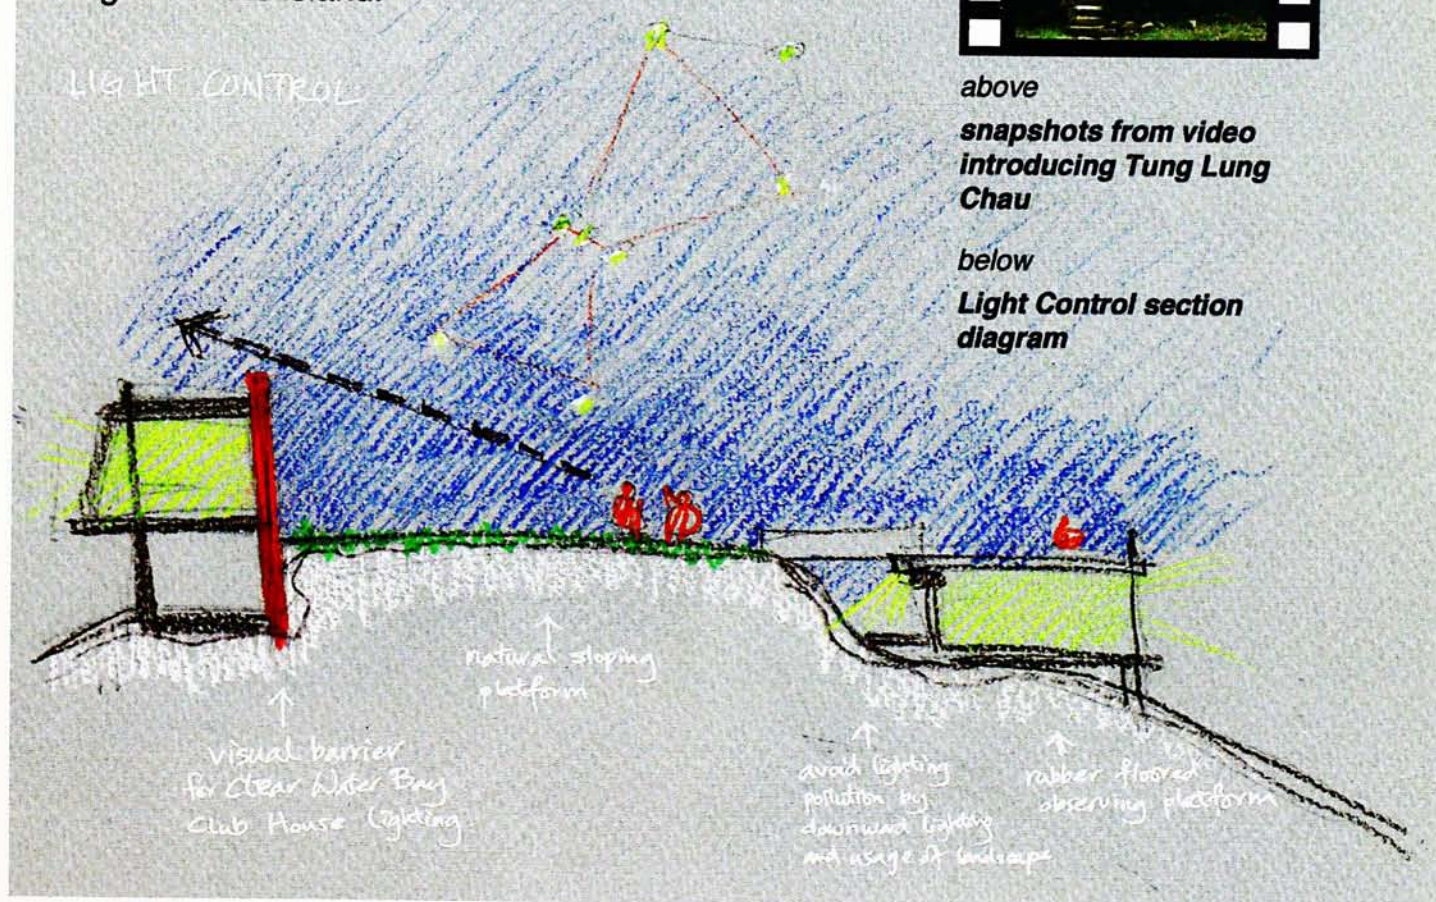 LIGHT CONTROL
above
snapshots from video
introducing Tung Lung
Chau
below
Light Control section
diagram
natural sloping
platform
visual barrier
for Clear Water Bay
Club House lighting
avoid lighting
pollution by
downward lighting
and usage of landscape
rubber floored
observing platform